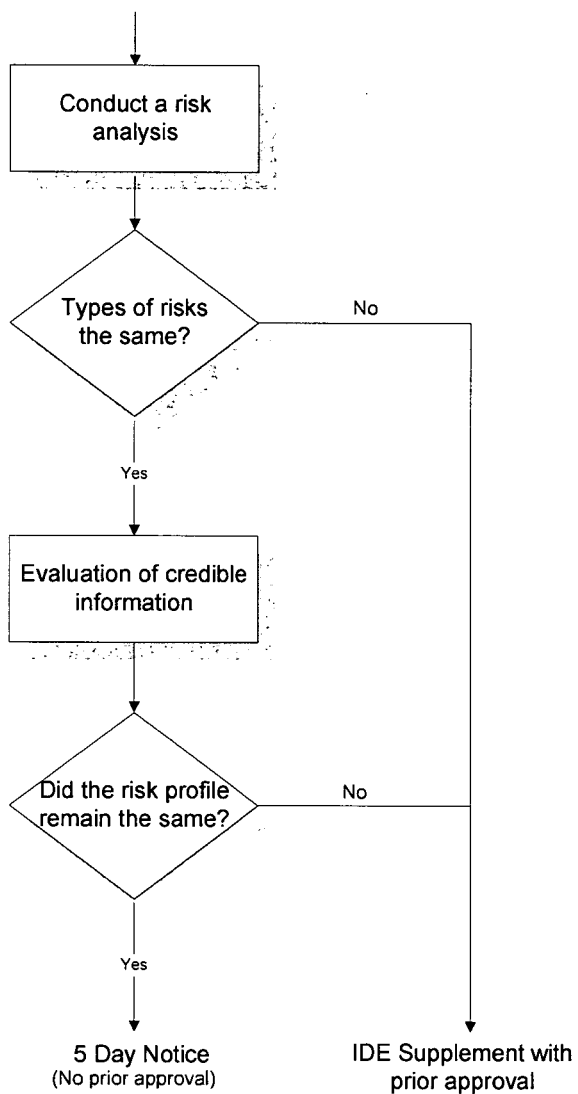 Conduct a risk
analysis
Types of risks
the same?
No
Yes
Evaluation of credible
information
Did the risk profile
remain the same?
No
Yes
5 Day Notice
(No prior approval)
IDE Supplement with
prior approval